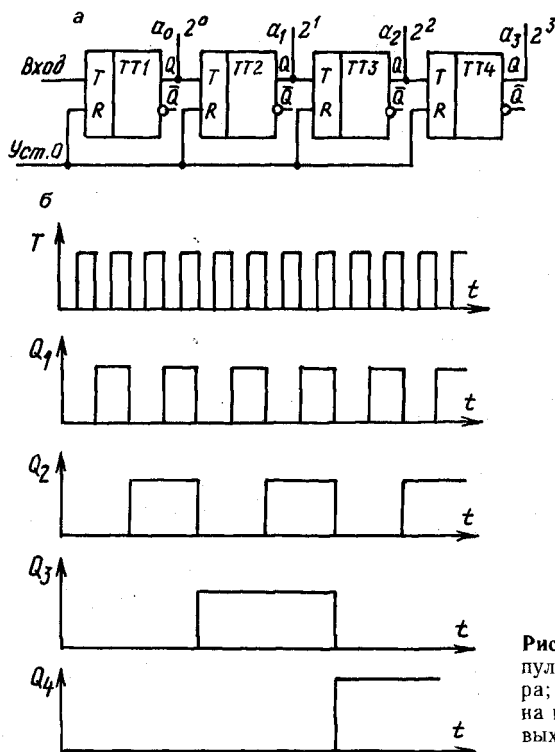 а
a₀ 2⁰ a₁ 2¹ a₂ 2² a₃ 2³
Вход T TT1 Q T TT2 Q T TT3 Q T TT4 Q
Q̅ Q̅ Q̅ Q̅
R R R R
Уст.0
б
T
t
Q₁
t
Q₂
t
Q₃
t
Q₄
t
Рис
пул
ра;
на
вых